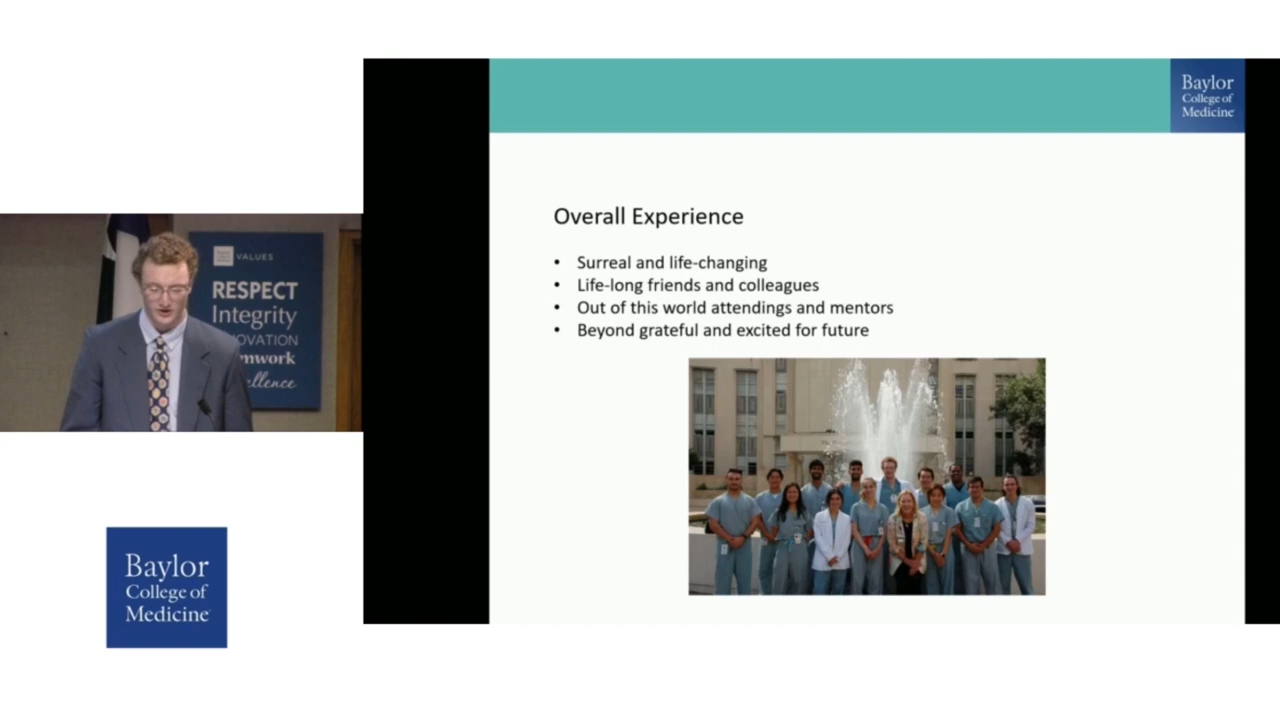 Baylor
College of
Medicine
Overall Experience
• Surreal and life-changing
• Life-long friends and colleagues
• Out of this world attendings and mentors
• Beyond grateful and excited for future
VALUES
RESPECT
Integrity
OVATION
mwork
ellence
Baylor
College of
Medicine